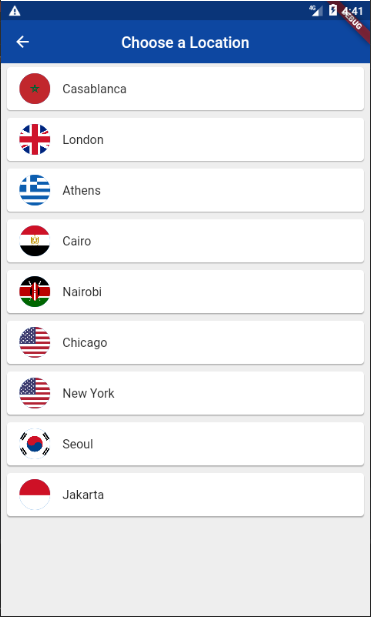 4G
4:41
DEBUG
Choose a Location
Casablanca
London
Athens
Cairo
Nairobi
Chicago
New York
Seoul
Jakarta